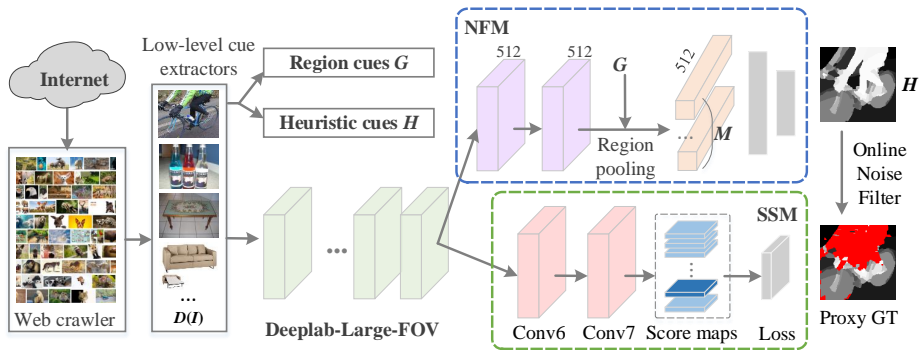 Internet
Web crawler
Low-level cue
extractors
...
D(I)
Region cues G
Heuristic cues H
...
Deeplab-Large-FOV
NFM
512
512
G
Region
pooling
512
...
M
SSM
Conv6
Conv7
Score maps
Loss
H
Online
Noise
Filter
Proxy GT